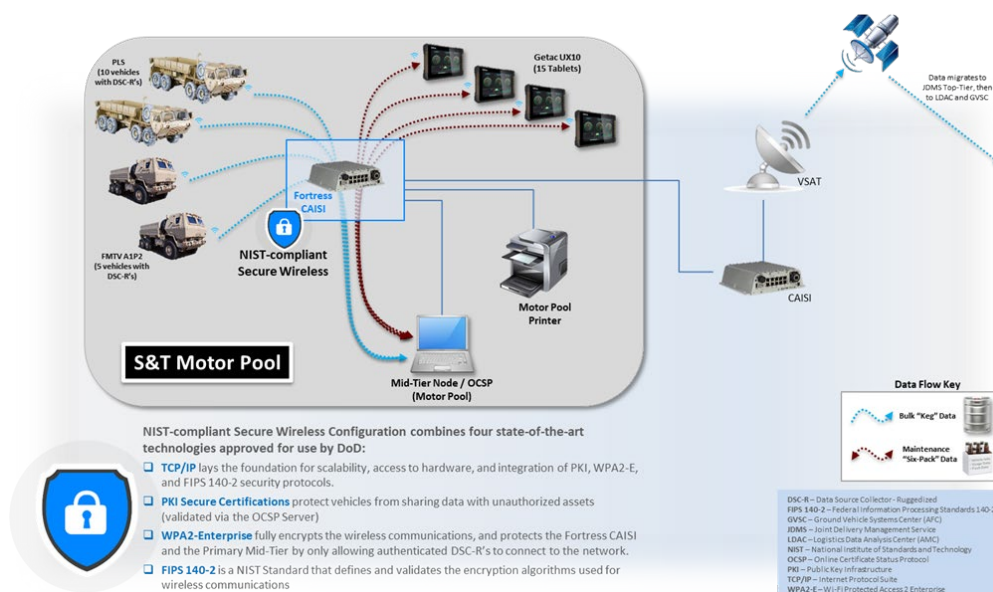 PLS
(10 vehicles
with DSC-R's)
Getac UX10
(15 Tablets)
Data migrates to
JDMS Top-Tier, then
to LDAC and GVSC
VSAT
Fortress
CAISI
FMTV A1P2
(5 vehicles with
DSC-R's)
NIST-compliant
Secure Wireless
Motor Pool
Printer
CAISI
S&T Motor Pool
Mid-Tier Node / OCSP
(Motor Pool)
Data Flow Key
Bulk "Keg" Data
Maintenance
"Six-Pack" Data
NIST-compliant Secure Wireless Configuration combines four state-of-the-art
technologies approved for use by DoD:
❑ TCP/IP lays the foundation for scalability, access to hardware, and integration of PKI, WPA2-E,
and FIPS 140-2 security protocols.
❑ PKI Secure Certifications protect vehicles from sharing data with unauthorized assets
(validated via the OCSP Server)
❑ WPA2-Enterprise fully encrypts the wireless communications, and protects the Fortress CAISI
and the Primary Mid-Tier by only allowing authenticated DSC-R's to connect to the network.
❑ FIPS 140-2 is a NIST Standard that defines and validates the encryption algorithms used for
wireless communications
DSC-R – Data Source Collector - Ruggedized
FIPS 140-2 – Federal Information Processing Standards 140-2
GVSC – Ground Vehicle Systems Center (AFC)
JDMS – Joint Delivery Management Service
LDAC – Logistics Data Analysis Center (AMC)
NIST – National Institute of Standards and Technology
OCSP – Online Certificate Status Protocol
PKI – Public Key Infrastructure
TCP/IP – Internet Protocol Suite
WPA2-E – Wi-Fi Protected Access 2 Enterprise